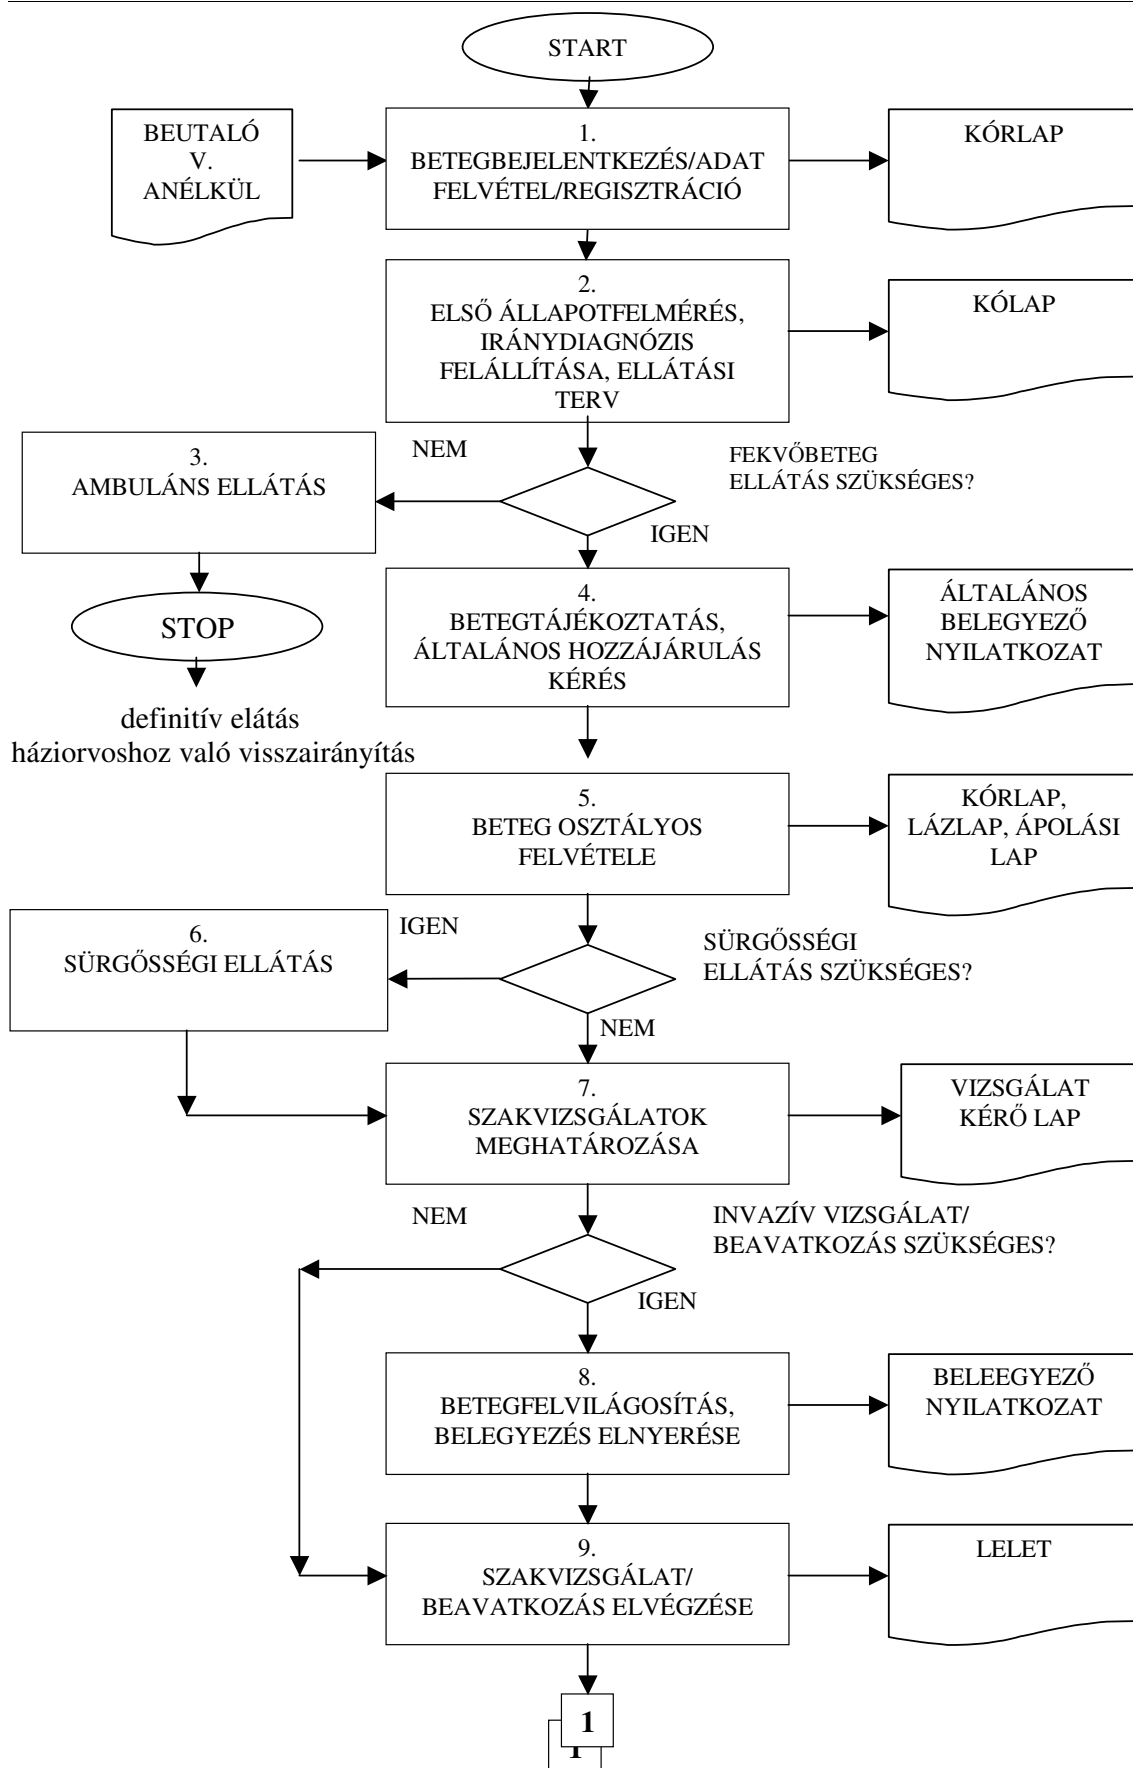 START
BEUTALÓ
V.
ANÉLKÜL
1.
BETEGBEJELENTKEZÉS/ADAT
FELVÉTEL/REGISZTRÁCIÓ
KÓRLAP
2.
ELSŐ ÁLLAPOTFELMÉRÉS,
IRÁNYDIAGNÓZIS
FELÁLLÍTÁSA, ELLÁTÁSI
TERV
KÓLAP
NEM
FEKVŐBETEG
ELLÁTÁS SZÜKSÉGES?
3.
AMBULÁNS ELLÁTÁS
IGEN
STOP
definitív elátás
háziorvoshoz való visszairányítás
4.
BETEGTÁJÉKOZTATÁS,
ÁLTALÁNOS HOZZÁJÁRULÁS
KÉRÉS
ÁLTALÁNOS
BELEGYEZŐ
NYILATKOZAT
5.
BETEG OSZTÁLYOS
FELVÉTELE
KÓRLAP,
LÁZLAP, ÁPOLÁSI
LAP
IGEN
6.
SÜRGŐSSÉGI ELLÁTÁS
SÜRGŐSSÉGI
ELLÁTÁS SZÜKSÉGES?
NEM
7.
SZAKVIZSGÁLATOK
MEGHATÁROZÁSA
VIZSGÁLAT
KÉRŐ LAP
NEM
INVAZÍV VIZSGÁLAT/
BEAVATKOZÁS SZÜKSÉGES?
IGEN
8.
BETEGFELVILÁGOSÍTÁS,
BELEGYEZÉS ELNYERÉSE
BELEEGYEZŐ
NYILATKOZAT
9.
SZAKVIZSGÁLAT/
BEAVATKOZÁS ELVÉGZÉSE
LELET
1
1